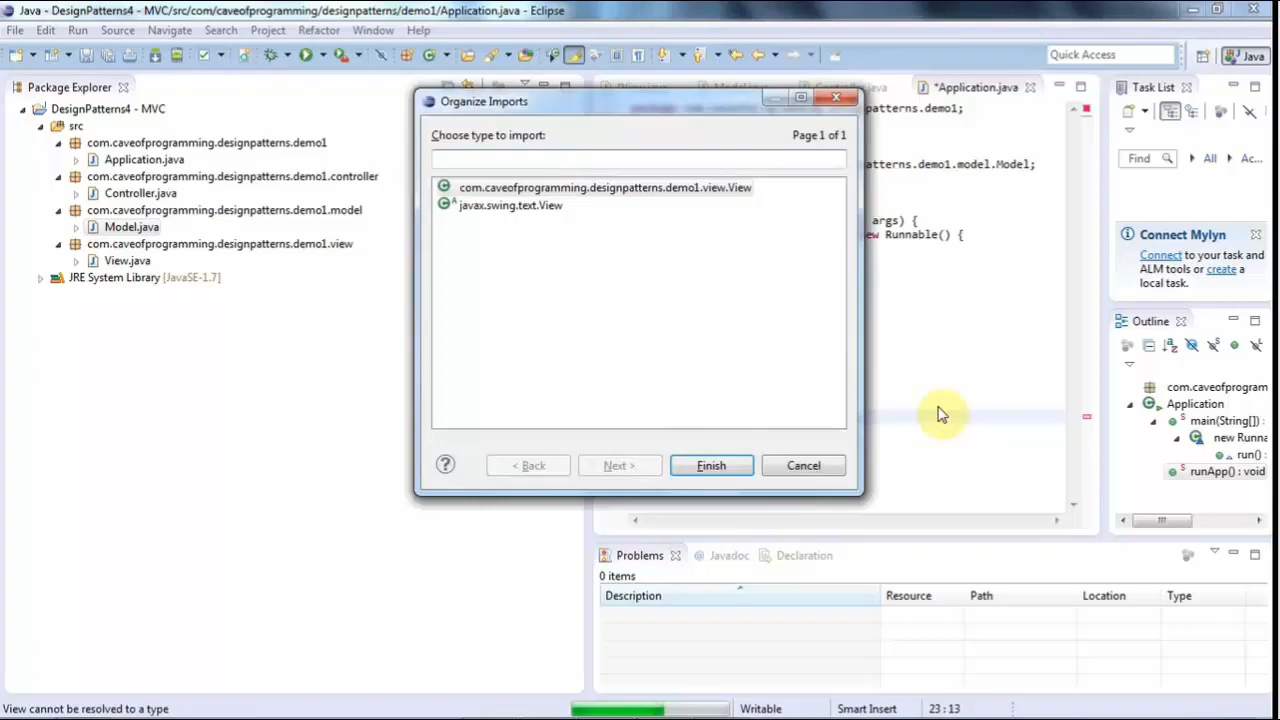 Java - DesignPatterns4 - MVC/src/com/caveofprogramming/designpatterns/demo1/Application.java - Eclipse
File Edit Run Source Navigate Search Project Refactor Window Help
Quick Access
Java
Package Explorer
DesignPatterns4 - MVC
src
com.caveofprogramming.designpatterns.demo1
Application.java
com.caveofprogramming.designpatterns.demo1.controller
Controller.java
com.caveofprogramming.designpatterns.demo1.model
Model.java
com.caveofprogramming.designpatterns.demo1.view
View.java
JRE System Library [JavaSE-1.7]
Organize Imports
Choose type to import:
Page 1 of 1
com.caveofprogramming.designpatterns.demo1.view.View
javax.swing.text.View
< Back
Next >
Finish
Cancel
*Application.java
patterns.demo1;
patterns.demo1.model.Model;
args) {
ew Runnable() {
Task List
Find
All
Ac...
Connect Mylyn
Connect to your task and
ALM tools or create a
local task.
Outline
com.caveofprogram
Application
main(String[]) :
new Runna
run() :
runApp() : void
Problems
Javadoc
Declaration
0 items
Description Resource Path Location Type
View cannot be resolved to a type
Writable
Smart Insert
23 : 13